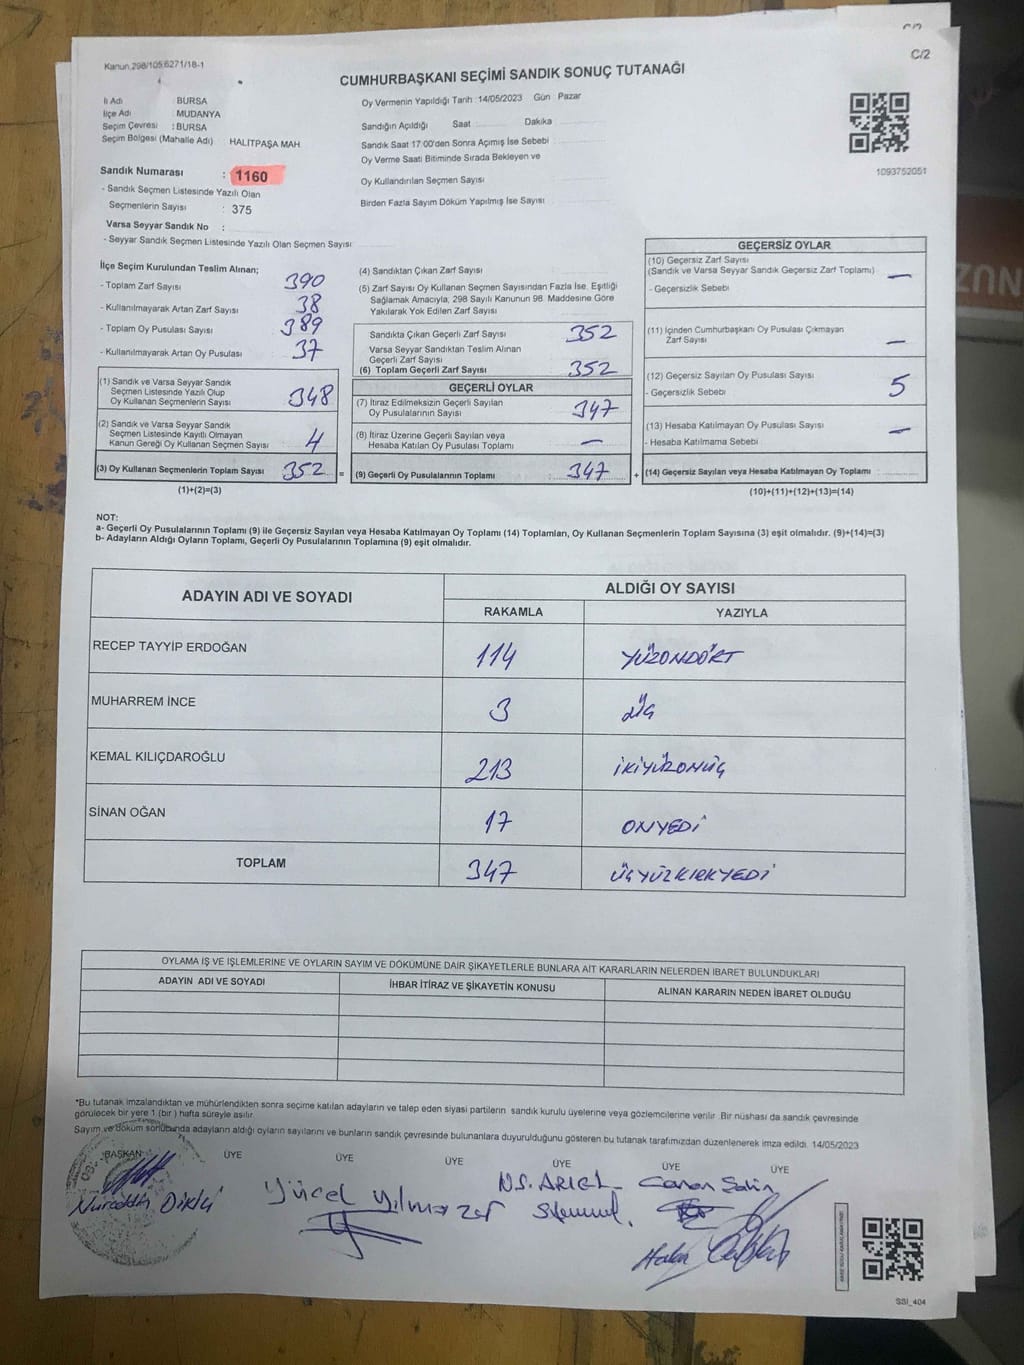 C/2
Kanun 298/105;6271/18-1
CUMHURBAŞKANI SEÇİMİ SANDIK SONUÇ TUTANAĞI
C/2
İl Adı : BURSA
İlçe Adı : MUDANYA
Seçim Çevresi : BURSA
Seçim Bölgesi (Mahalle Adı) HALİTPAŞA MAH
Sandık Numarası : 1160
- Sandık Seçmen Listesinde Yazılı Olan
Seçmenlerin Sayısı : 375
Varsa Seyyar Sandık No :
- Seyyar Sandık Seçmen Listesinde Yazılı Olan Seçmen Sayısı
Oy Vermenin Yapıldığı Tarih : 14/05/2023 Gün Pazar
Sandığın Açıldığı Saat Dakika
Sandık Saat 17:00'den Sonra Açımış İse Sebebi
Oy Verme Saati Bitiminde Sırada Bekleyen ve
Oy Kullandırılan Seçmen Sayısı
Birden Fazla Sayım Döküm Yapılmış İse Sayısı
1093752051
İlçe Seçim Kurulundan Teslim Alınan;
- Toplam Zarf Sayısı 390
- Kullanılmayarak Artan Zarf Sayısı 38
- Toplam Oy Pusulası Sayısı 389
- Kullanılmayarak Artan Oy Pusulası 37
(1) Sandık ve Varsa Seyyar Sandık
Seçmen Listesinde Yazılı Olup
Oy Kullanan Seçmenlerin Sayısı 348
(2) Sandık ve Varsa Seyyar Sandık
Seçmen Listesinde Kayıtlı Olmayan
Kanun Gereği Oy Kullanan Seçmen Sayısı 4
(3) Oy Kullanan Seçmenlerin Toplam Sayısı 352 =
(1)+(2)=(3)
(4) Sandıktan Çıkan Zarf Sayısı
(5) Zarf Sayısı Oy Kullanan Seçmen Sayısından Fazla İse, Eşitliği
Sağlamak Amacıyla, 298 Sayılı Kanunun 98. Maddesine Göre
Yakılarak Yok Edilen Zarf Sayısı
Sandıkta Çıkan Geçerli Zarf Sayısı 352
Varsa Seyyar Sandıktan Teslim Alınan
Geçerli Zarf Sayısı
(6) Toplam Geçerli Zarf Sayısı 352
GEÇERLİ OYLAR
(7) İtiraz Edilmeksizin Geçerli Sayılan
Oy Pusulalarının Sayısı 347
(8) İtiraz Üzerine Geçerli Sayılan veya
Hesaba Katılan Oy Pusulası Toplamı —
(9) Geçerli Oy Pusulalarının Toplamı : 347 +
GEÇERSİZ OYLAR
(10) Geçersiz Zarf Sayısı
(Sandık ve Varsa Seyyar Sandık Geçersiz Zarf Toplamı) —
- Geçersizlik Sebebi
(11) İçinden Cumhurbaşkanı Oy Pusulası Çıkmayan
Zarf Sayısı —
(12) Geçersiz Sayılan Oy Pusulası Sayısı 5
- Geçersizlik Sebebi
(13) Hesaba Katılmayan Oy Pusulası Sayısı —
- Hesaba Katılmama Sebebi
(14) Geçersiz Sayılan veya Hesaba Katılmayan Oy Toplamı :
(10)+(11)+(12)+(13)=(14)
NOT:
a- Geçerli Oy Pusulalarının Toplamı (9) ile Geçersiz Sayılan veya Hesaba Katılmayan Oy Toplamı (14) Toplamları, Oy Kullanan Seçmenlerin Toplam Sayısına (3) eşit olmalıdır. (9)+(14)=(3)
b- Adayların Aldığı Oyların Toplamı, Geçerli Oy Pusulalarının Toplamına (9) eşit olmalıdır.
ADAYIN ADI VE SOYADI ALDIĞI OY SAYISI
RAKAMLA YAZIYLA
RECEP TAYYİP ERDOĞAN 114 YÜZONDÖRT
MUHARREM İNCE 3 ÜÇ
KEMAL KILIÇDAROĞLU 213 İKİYÜZONÜÇ
SİNAN OĞAN 17 ONYEDİ
TOPLAM 347 ÜÇYÜZKIRKYEDİ
OYLAMA İŞ VE İŞLEMLERİNE VE OYLARIN SAYIM VE DÖKÜMÜNE DAİR ŞİKAYETLERLE BUNLARA AİT KARARLARIN NELERDEN İBARET BULUNDUKLARI
ADAYIN ADI VE SOYADI İHBAR İTİRAZ VE ŞİKAYETİN KONUSU ALINAN KARARIN NEDEN İBARET OLDUĞU
*Bu tutanak imzalandıktan ve mühürlendikten sonra seçime katılan adayların ve talep eden siyasi partilerin sandık kurulu üyelerine veya gözlemcilerine verilir. Bir nüshası da sandık çevresinde
görülecek bir yere 1 (bir ) hafta süreyle asılır.
Sayım ve döküm sonucunda adayların aldığı oyların sayılarını ve bunların sandık çevresinde bulunanlara duyurulduğunu gösteren bu tutanak tarafımızdan düzenlenerek imza edildi. 14/05/2023
BAŞKAN ÜYE ÜYE ÜYE ÜYE ÜYE ÜYE
Nureddin Dikici
Yücel Yılmazer
SSI_404